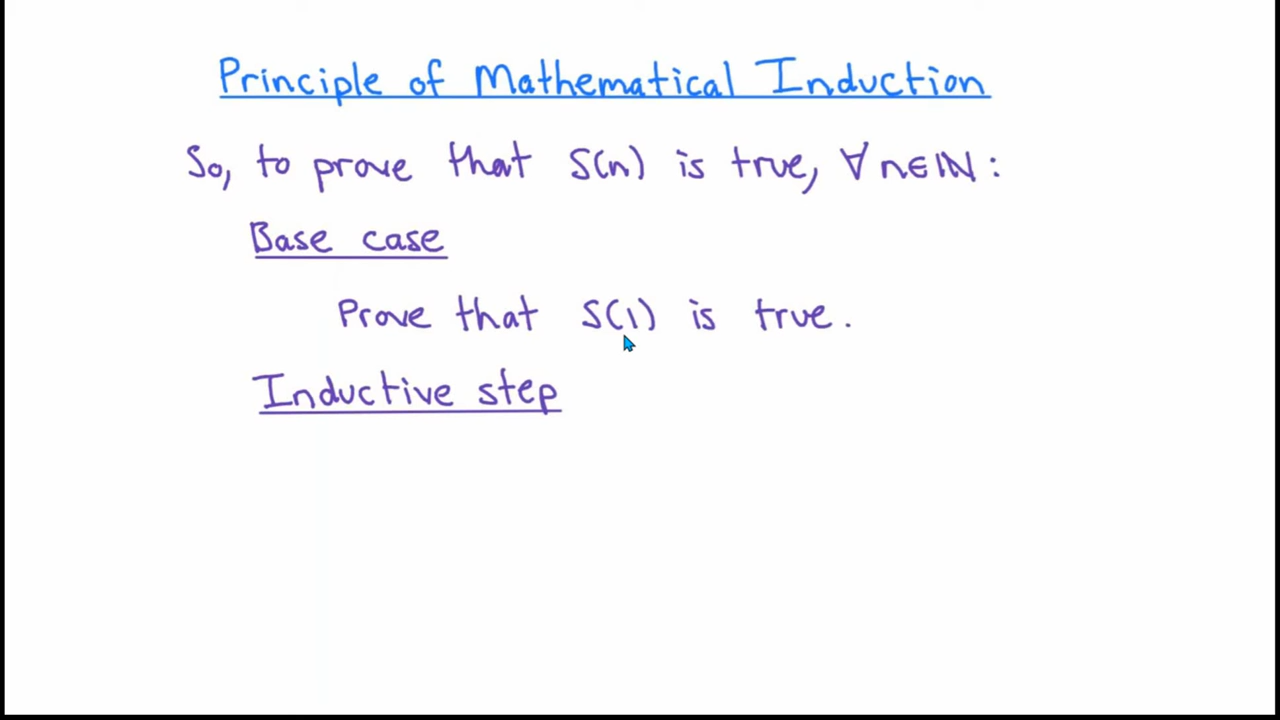 Principle of Mathematical Induction
So, to prove that S(n) is true, ∀ n∈ℕ :
Base case
Prove that S(1) is true.
Inductive step